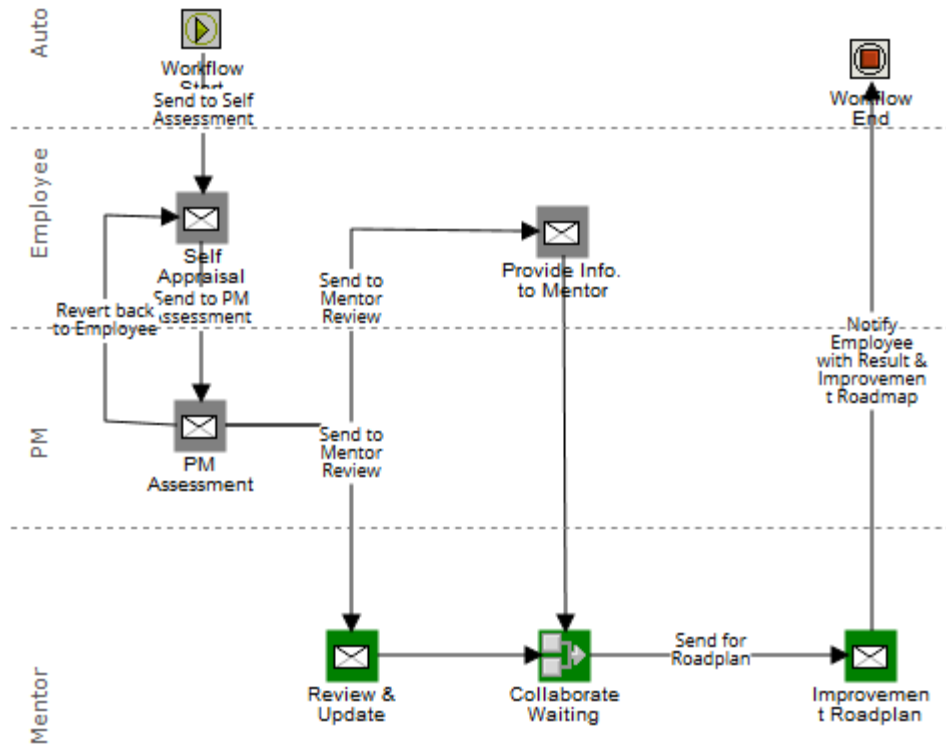 Auto
Workflow
Start
Send to Self
Assessment
Workflow
End
Employee
Self
Appraisal
Provide Info.
to Mentor
Send to PM
Assessment
Revert back
to Employee
Send to
Mentor
Review
Notify
Employee
with Result &
Improvemen
t Roadmap
PM
PM
Assessment
Send to
Mentor
Review
Mentor
Review &
Update
Collaborate
Waiting
Send for
Roadplan
Improvemen
t Roadplan